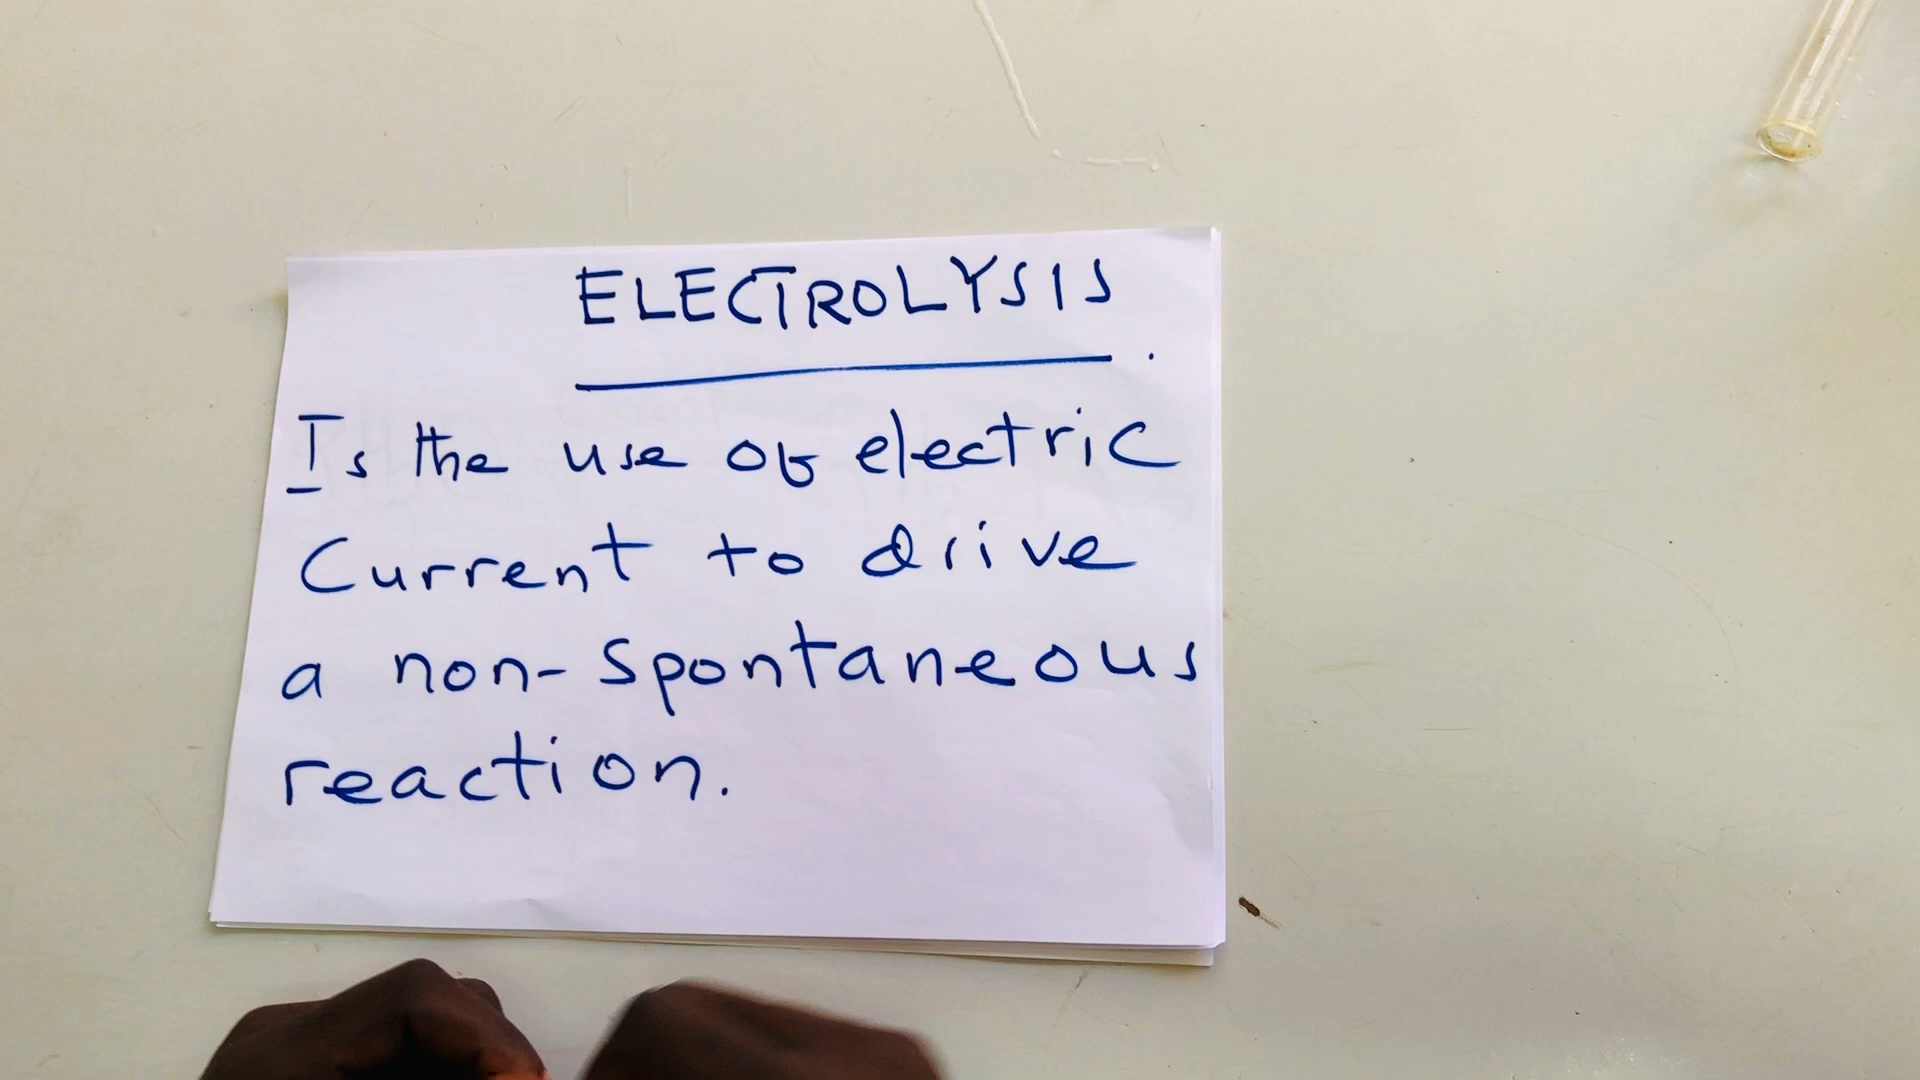 ELECTROLYSIS.
Is the use of electric
Current to drive
a non-spontaneous
reaction.